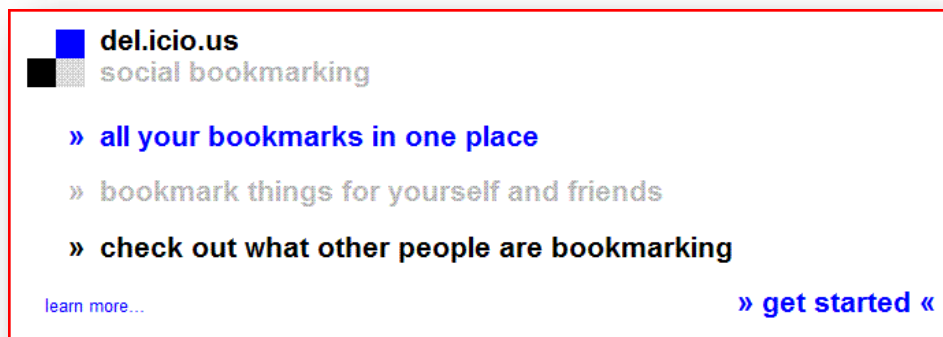 del.icio.us
social bookmarking
» all your bookmarks in one place
» bookmark things for yourself and friends
» check out what other people are bookmarking
learn more...
» get started «